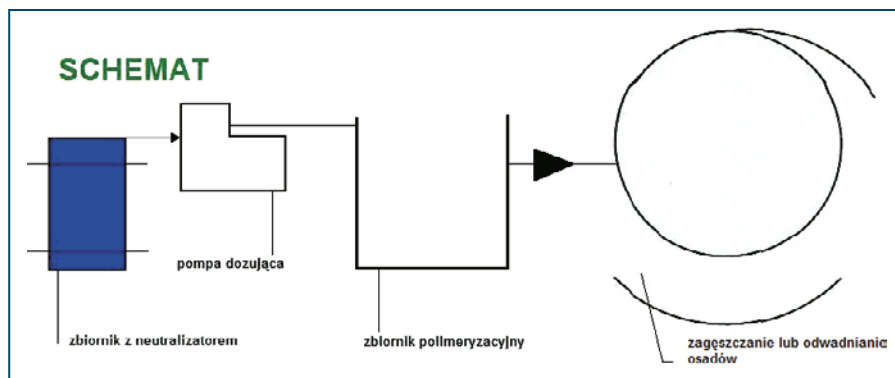 SCHEMAT
pompa dozująca
zbiornik z neutralizatorem
zbiornik polimeryzacyjny
zagęszczanie lub odwadnianie
osadów